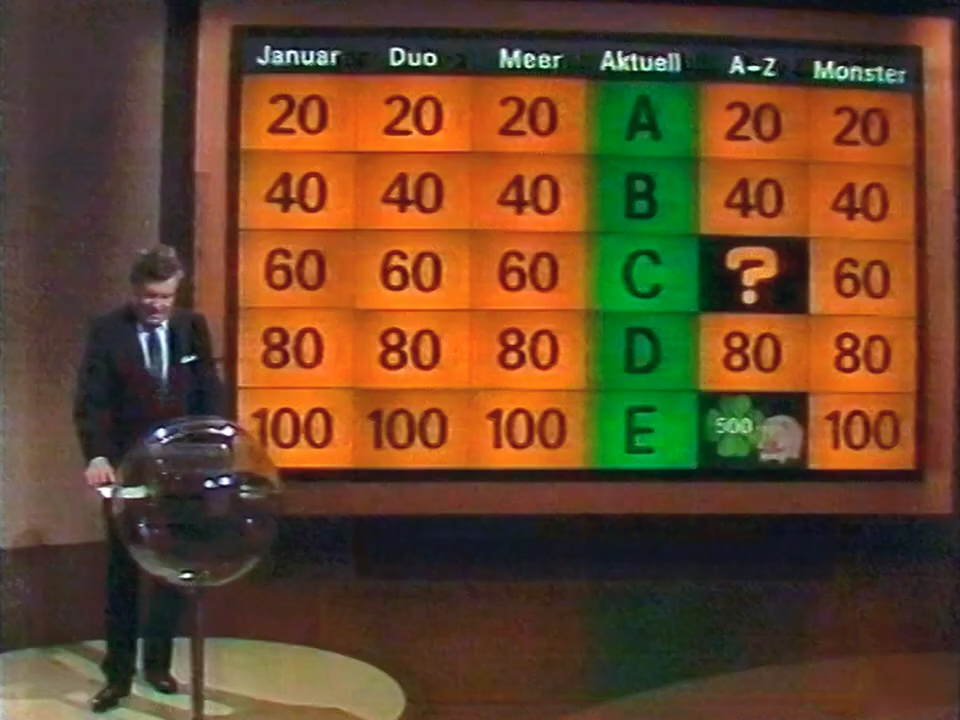 Januar Duo Meer Aktuell A-Z Monster
20 20 20 A 20 20
40 40 40 B 40 40
60 60 60 C ? 60
80 80 80 D 80 80
100 100 100 E 500 100